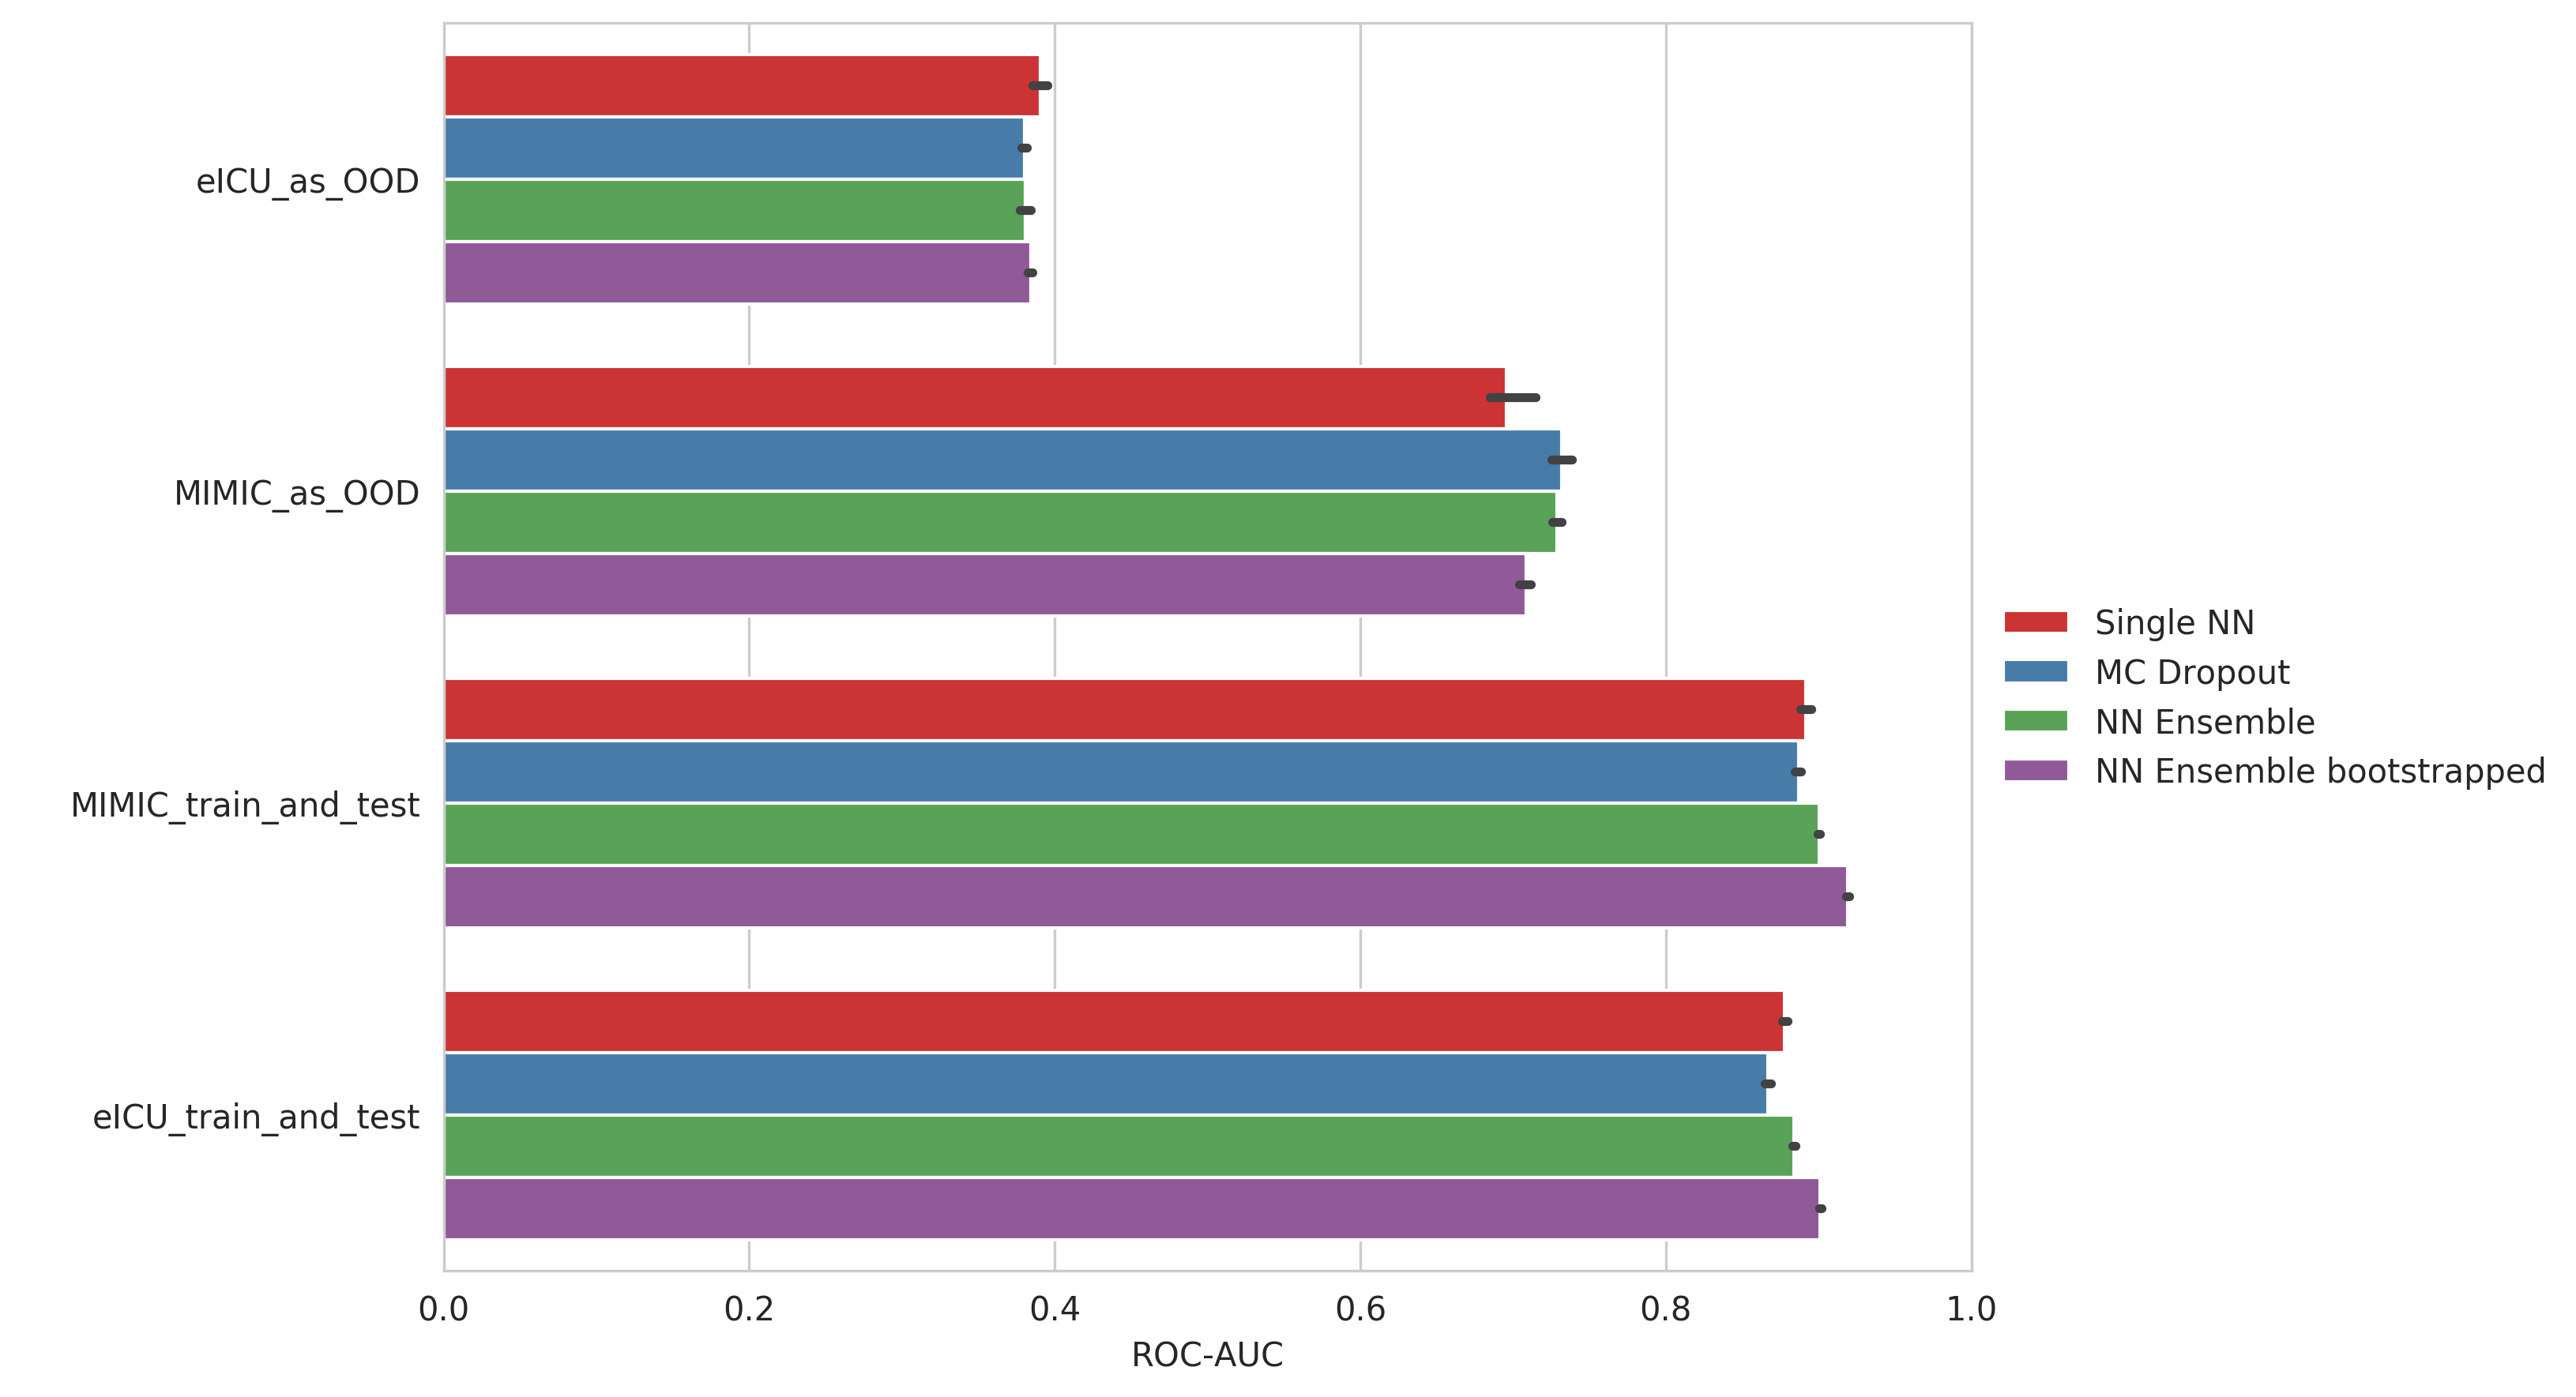 eICU_as_OOD
MIMIC_as_OOD
MIMIC_train_and_test
eICU_train_and_test
0.0 0.2 0.4 0.6 0.8 1.0
ROC-AUC
Single NN
MC Dropout
NN Ensemble
NN Ensemble bootstrapped